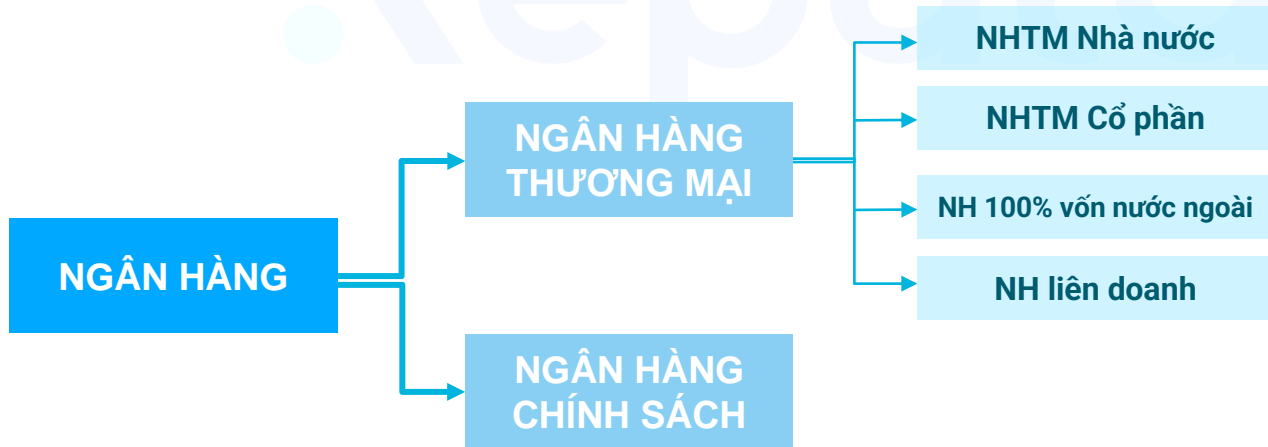 NGÂN HÀNG
NGÂN HÀNG
THƯƠNG MẠI
NGÂN HÀNG
CHÍNH SÁCH
NHTM Nhà nước
NHTM Cổ phần
NH 100% vốn nước ngoài
NH liên doanh